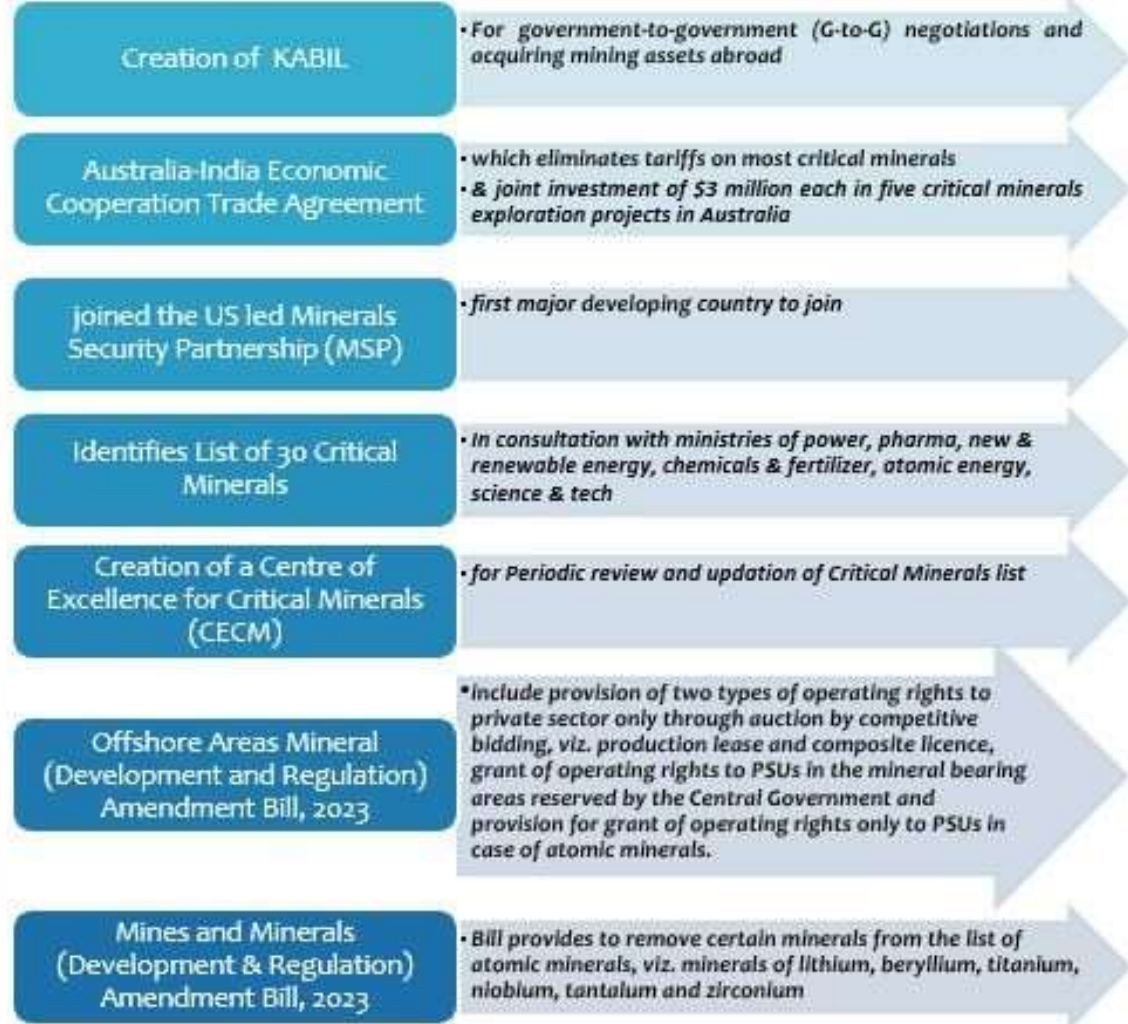 Creation of KABIL
• For government-to-government (G-to-G) negotiations and
acquiring mining assets abroad
Australia-India Economic
Cooperation Trade Agreement
• which eliminates tariffs on most critical minerals
• & joint investment of $3 million each in five critical minerals
exploration projects in Australia
joined the US led Minerals
Security Partnership (MSP)
• first major developing country to join
Identifies List of 30 Critical
Minerals
• In consultation with ministries of power, pharma, new &
renewable energy, chemicals & fertilizer, atomic energy,
science & tech
Creation of a Centre of
Excellence for Critical Minerals
(CECM)
• for Periodic review and updation of Critical Minerals list
Offshore Areas Mineral
(Development and Regulation)
Amendment Bill, 2023
• include provision of two types of operating rights to
private sector only through auction by competitive
bidding, viz. production lease and composite licence,
grant of operating rights to PSUs in the mineral bearing
areas reserved by the Central Government and
provision for grant of operating rights only to PSUs in
case of atomic minerals.
Mines and Minerals
(Development & Regulation)
Amendment Bill, 2023
• Bill provides to remove certain minerals from the list of
atomic minerals, viz. minerals of lithium, beryllium, titanium,
niobium, tantalum and zirconium